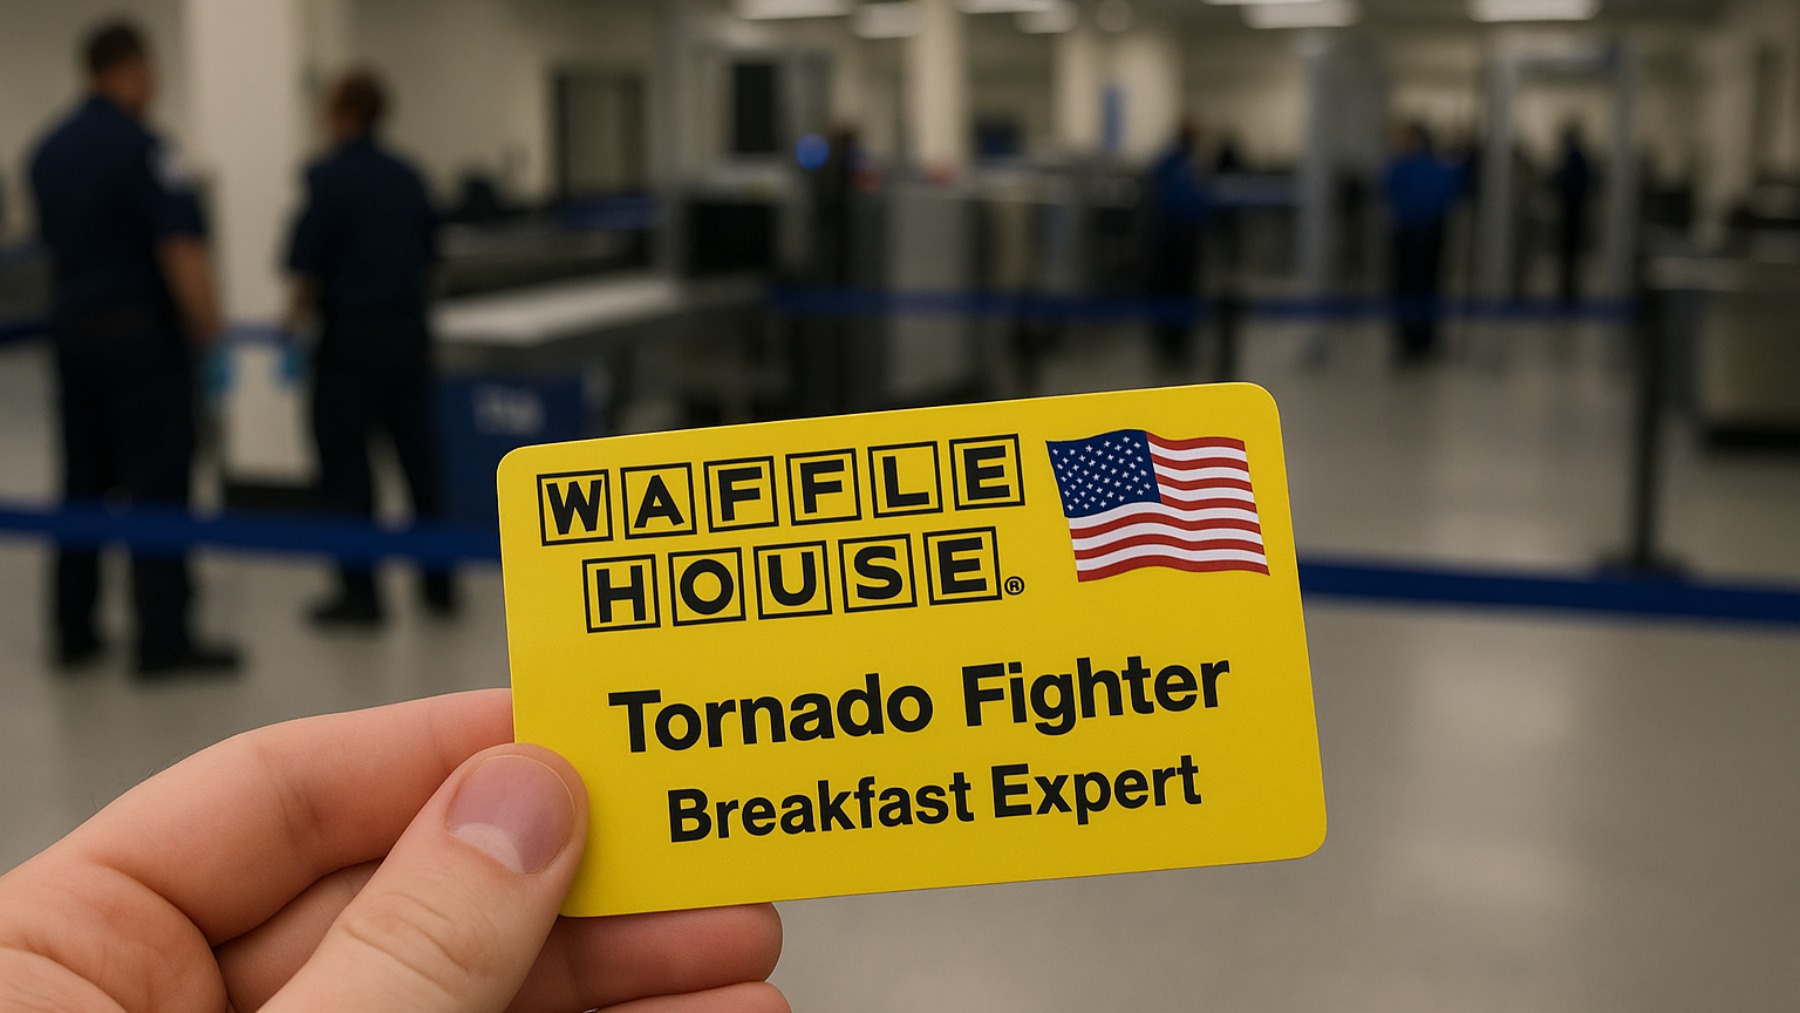 WAFFLE
HOUSE®
Tornado Fighter
Breakfast Expert